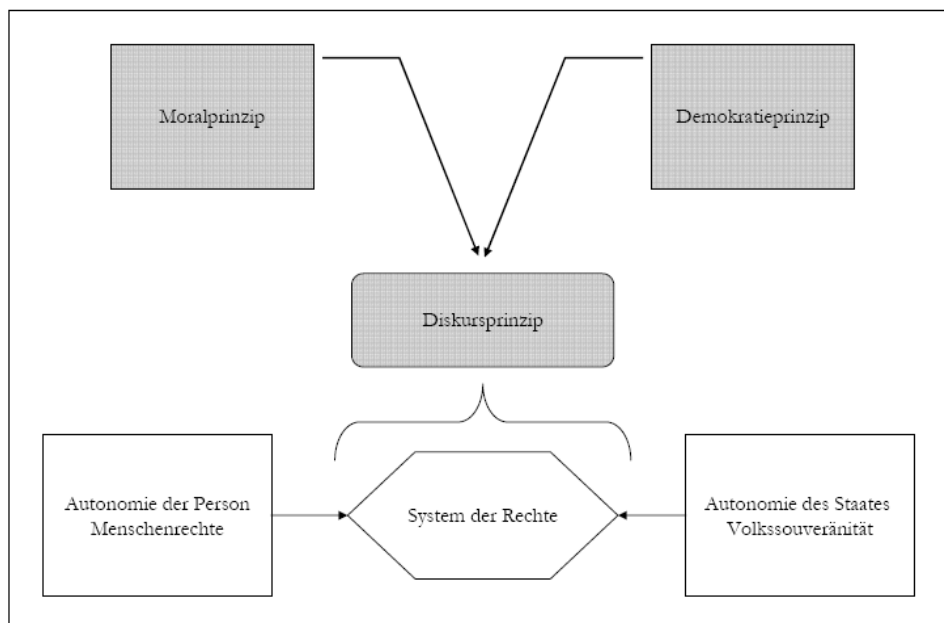 Moralprinzip
Demokratieprinzip
Diskursprinzip
Autonomie der Person
Menschenrechte
System der Rechte
Autonomie des Staates
Volkssouveränität